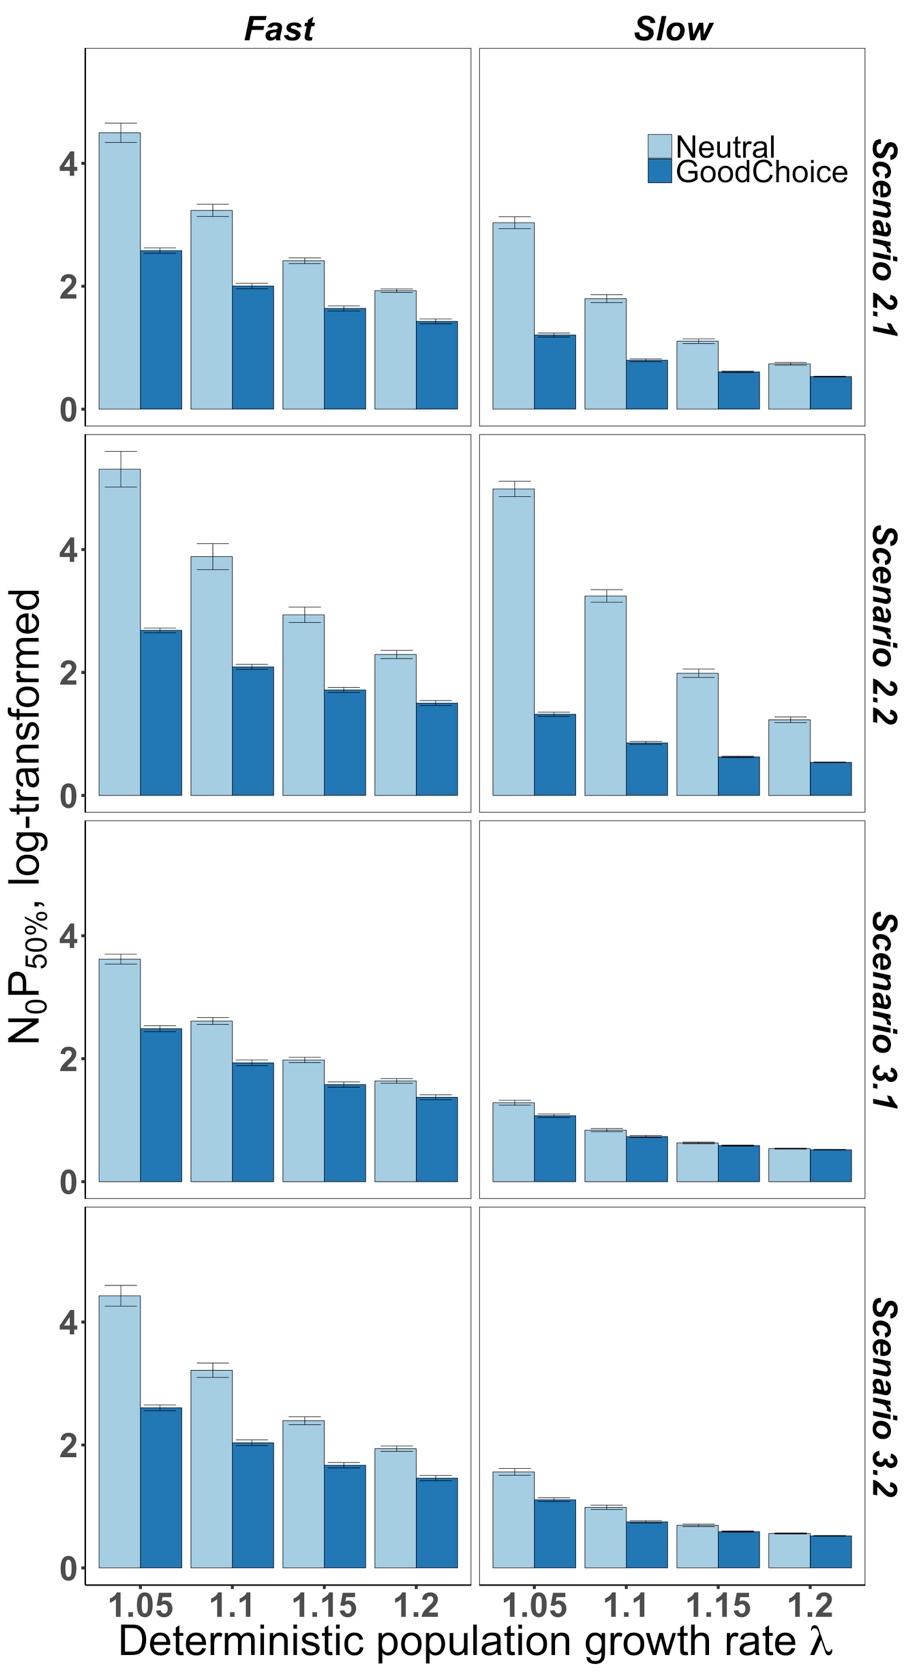 Fast Slow
Neutral
GoodChoice
Scenario 2.1
4
2
0
Scenario 2.2
4
2
0
Scenario 3.1
4
2
0
Scenario 3.2
4
2
0
N₀P₅₀%, log-transformed
1.05 1.1 1.15 1.2 1.05 1.1 1.15 1.2
Deterministic population growth rate λ